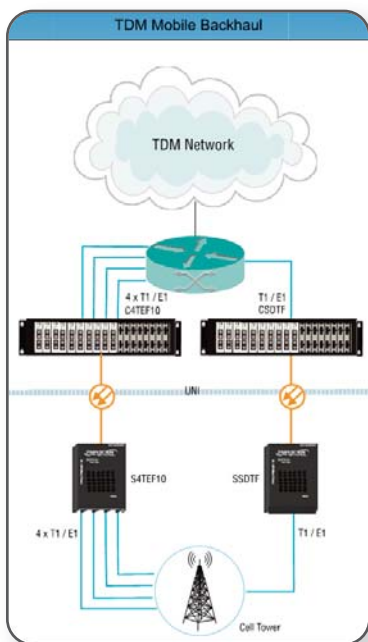 TDM Mobile Backhaul
TDM Network
4 x T1 / E1
C4TEF10
T1 / E1
CSDTF
UNI
S4TEF10
SSDTF
4 x T1 / E1
T1 / E1
Cell Tower